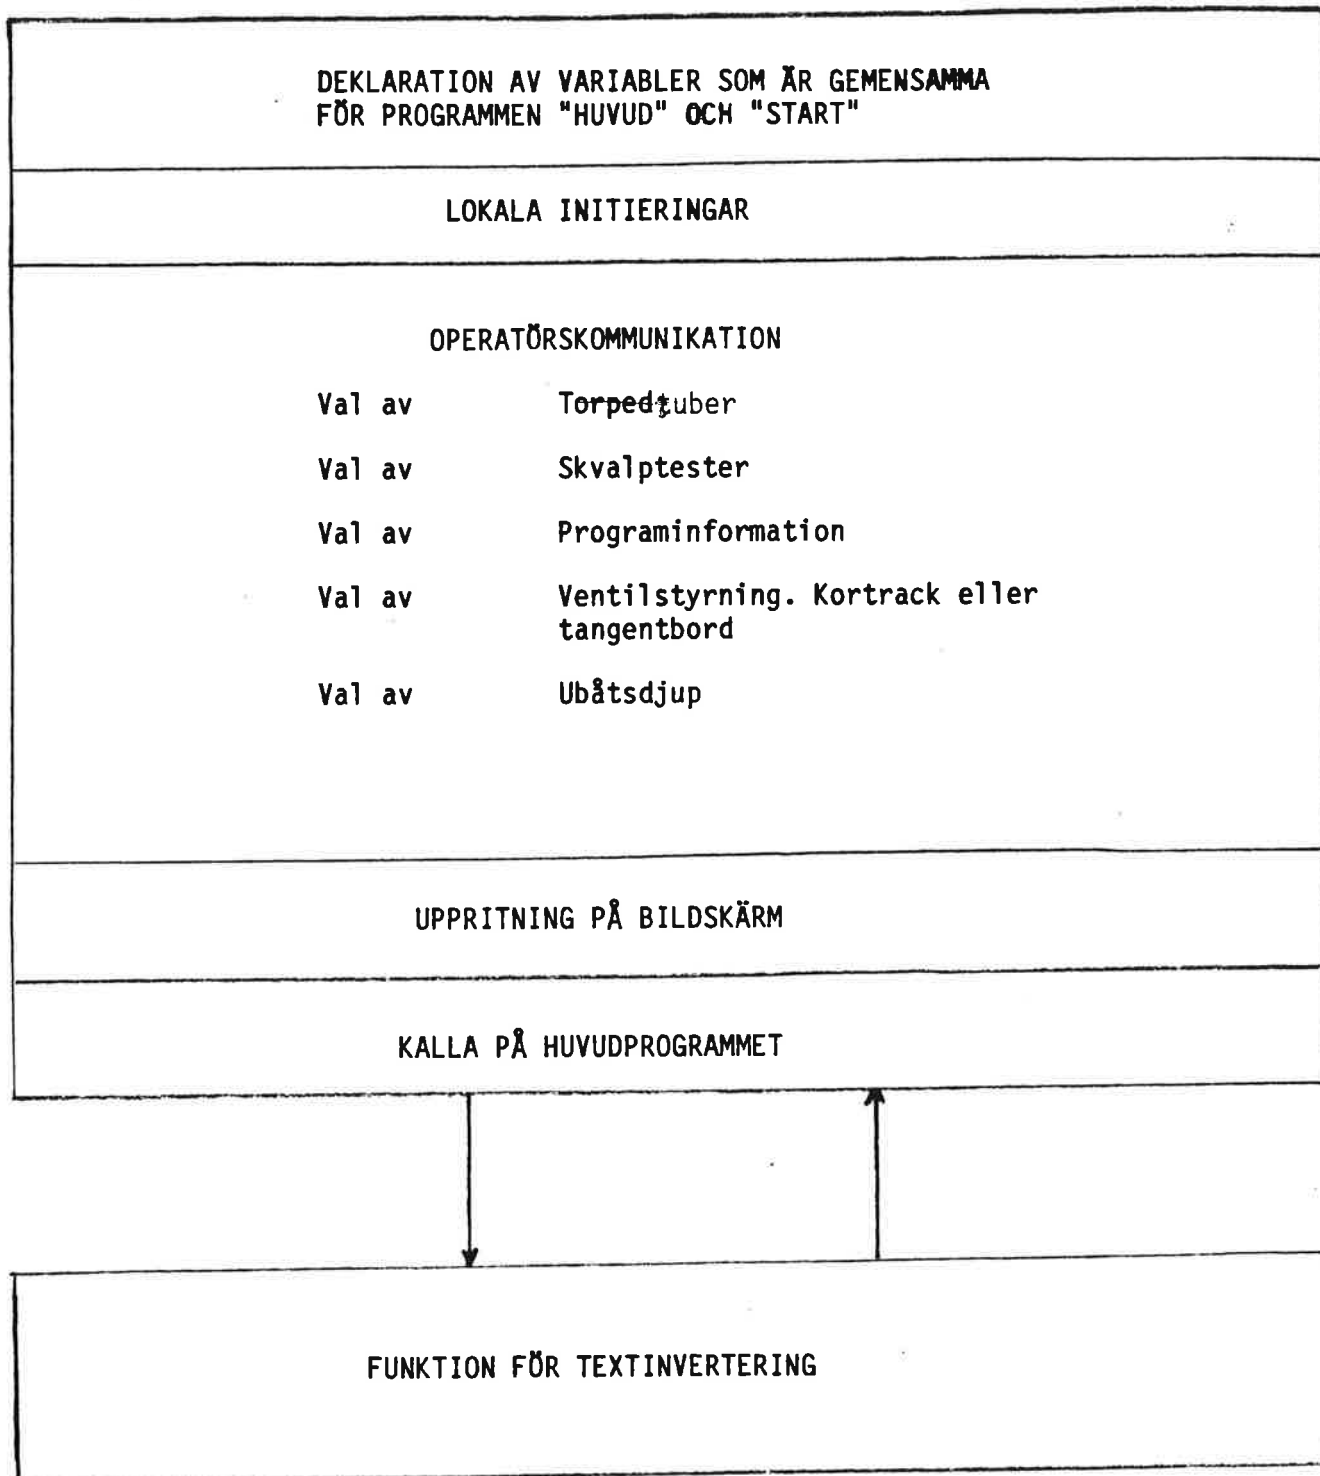 DEKLARATION AV VARIABLER SOM ÄR GEMENSAMMA
FÖR PROGRAMMEN "HUVUD" OCH "START"
LOKALA INITIERINGAR
OPERATÖRSKOMMUNIKATION
Val av Torpedtuber
Val av Skvalptester
Val av Programinformation
Val av Ventilstyrning. Kortrack eller
tangentbord
Val av Ubåtsdjup
UPPRITNING PÅ BILDSKÄRM
KALLA PÅ HUVUDPROGRAMMET
FUNKTION FÖR TEXTINVERTERING